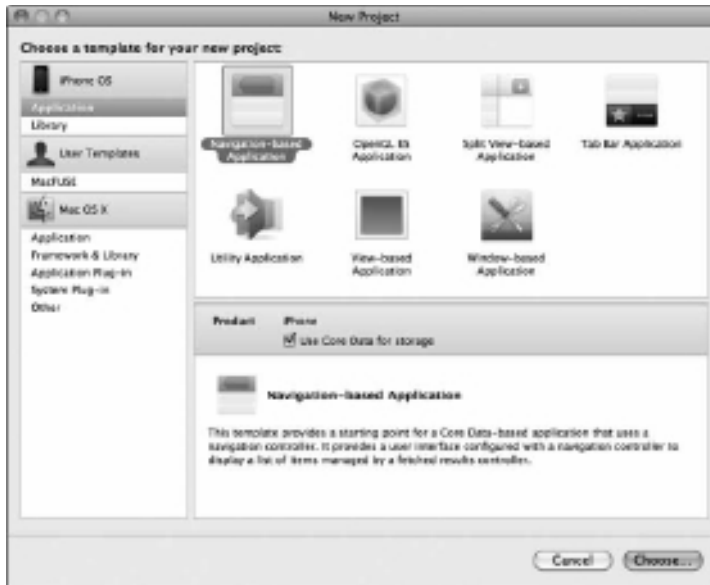 New Project
Choose a template for your new project:
iPhone OS
Application
Library
User Templates
MacFUSE
Mac OS X
Application
Framework & Library
Application Plug-in
System Plug-in
Other
Navigation-based
Application
OpenGL ES
Application
Split View-based
Application
Tab Bar Application
Utility Application
View-based
Application
Window-based
Application
Product iPhone
Use Core Data for storage
Navigation-based Application
This template provides a starting point for a Core Data-based application that uses a
navigation controller. It provides a user interface configured with a navigation controller to
display a list of items managed by a fetched results controller.
Cancel
Choose...